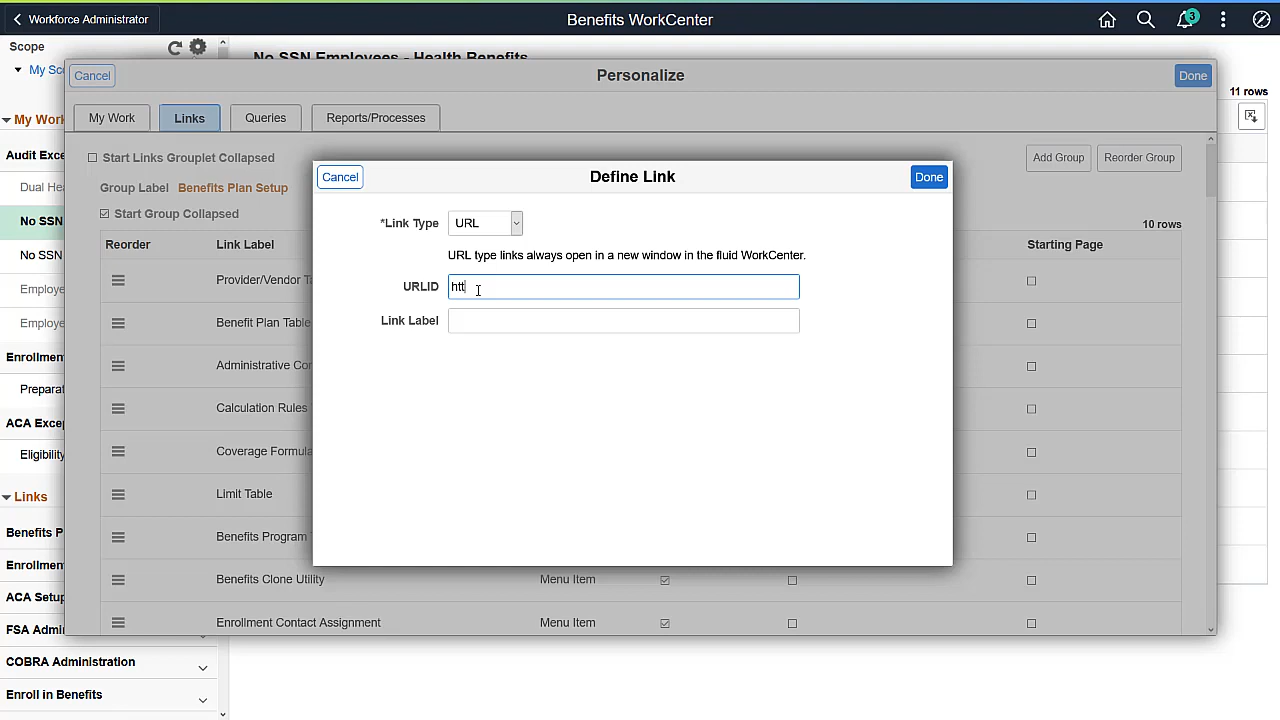 Workforce Administrator
Benefits WorkCenter
3
Scope
My Sco
No SSN Employees - Health Benefits
Cancel
Personalize
Done
11 rows
My Work
Links
Queries
Reports/Processes
My Work
Start Links Grouplet Collapsed
Add Group
Reorder Group
Audit Exce
Cancel
Define Link
Done
Dual Hea
Group Label
Benefits Plan Setup
Start Group Collapsed
No SSN
*Link Type
URL
10 rows
Reorder
Link Label
Starting Page
No SSN
URL type links always open in a new window in the fluid WorkCenter.
Provider/Vendor Ta
URLID
htt
Employe
Link Label
Employe
Benefit Plan Table
Enrollmen
Administrative Con
Preparat
Calculation Rules
ACA Exce
Eligibility
Coverage Formula
Links
Limit Table
Benefits P
Benefits Program T
Enrollmen
Benefits Clone Utility
Menu Item
ACA Setup
Enrollment Contact Assignment
Menu Item
FSA Admi
COBRA Administration
Enroll in Benefits